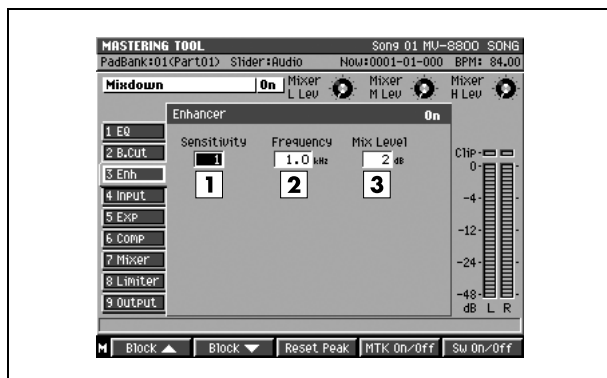 MASTERING TOOL Song 01 MV-8800 SONG
PadBank:01(Part01) Slider:Audio Now:0001-01-000 BPM: 84.00
Mixdown On Mixer L Lev Mixer M Lev Mixer H Lev
Enhancer On
1 EQ
2 B.Cut
3 Enh
4 Input
5 Exp
6 Comp
7 Mixer
8 Limiter
9 Output
Sensitivity Frequency Mix Level
1 1.0 kHz 2 dB
1 2 3
Clip
0
-4
-12
-24
-48
dB L R
M Block ▲ Block ▼ Reset Peak MTK On/Off Sw On/Off